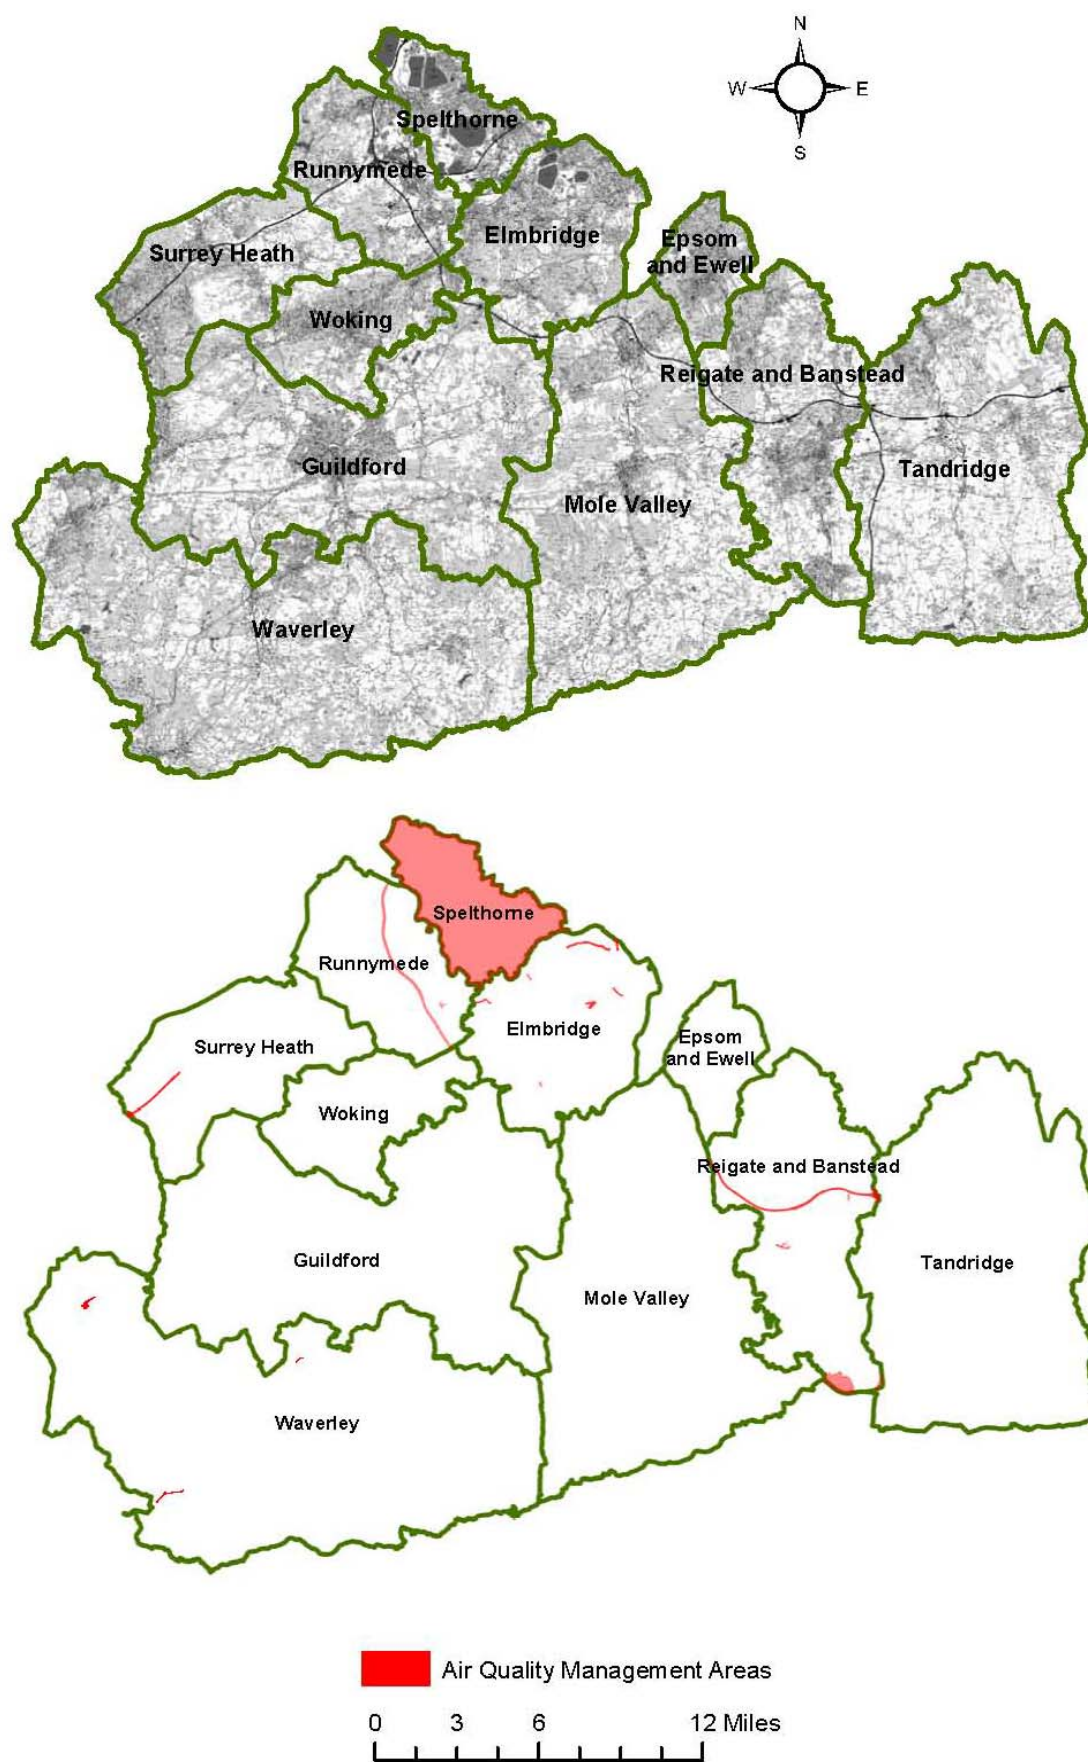 N
W E
S
Spelthorne
Runnymede
Elmbridge
Surrey Heath
Epsom
and Ewell
Woking
Reigate and Banstead
Guildford
Tandridge
Mole Valley
Waverley
Spelthorne
Runnymede
Elmbridge
Surrey Heath
Epsom
and Ewell
Woking
Reigate and Banstead
Guildford
Tandridge
Mole Valley
Waverley
Air Quality Management Areas
0 3 6 12 Miles